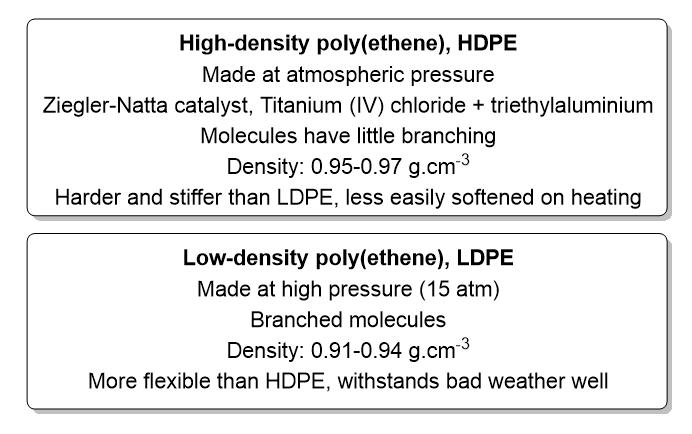 High-density poly(ethene), HDPE
Made at atmospheric pressure
Ziegler-Natta catalyst, Titanium (IV) chloride + triethylaluminium
Molecules have little branching
Density: 0.95-0.97 g.cm⁻³
Harder and stiffer than LDPE, less easily softened on heating
Low-density poly(ethene), LDPE
Made at high pressure (15 atm)
Branched molecules
Density: 0.91-0.94 g.cm⁻³
More flexible than HDPE, withstands bad weather well